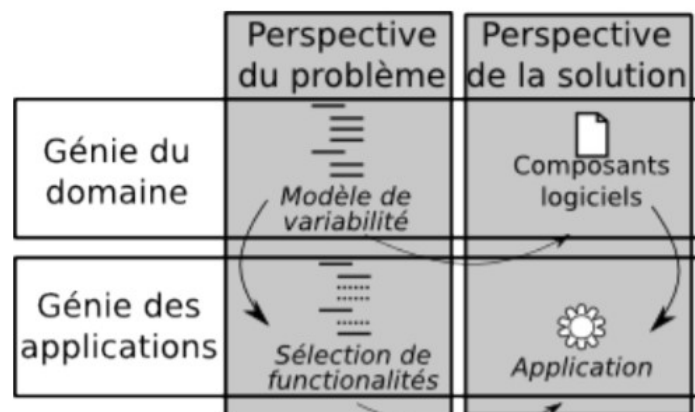 Perspective
du problème
Perspective
de la solution
Génie du
domaine
Modèle de
variabilité
Composants
logiciels
Génie des
applications
Sélection de
functionalités
Application